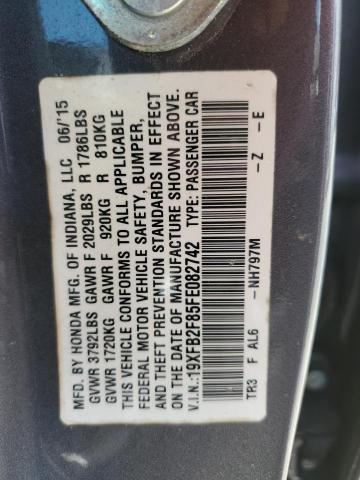 MFD. BY HONDA MFG. OF INDIANA, LLC 06/'15
GVWR 3792LBS GAWR F 2029LBS R 1786LBS
GVWR 1720KG GAWR F 920KG R 810KG
THIS VEHICLE CONFORMS TO ALL APPLICABLE
FEDERAL MOTOR VEHICLE SAFETY, BUMPER,
AND THEFT PREVENTION STANDARDS IN EFFECT
ON THE DATE OF MANUFACTURE SHOWN ABOVE.
V.I.N.:19XFB2F85FE082742 TYPE: PASSENGER CAR
TR3 F AL6 -NH797M -Z -E